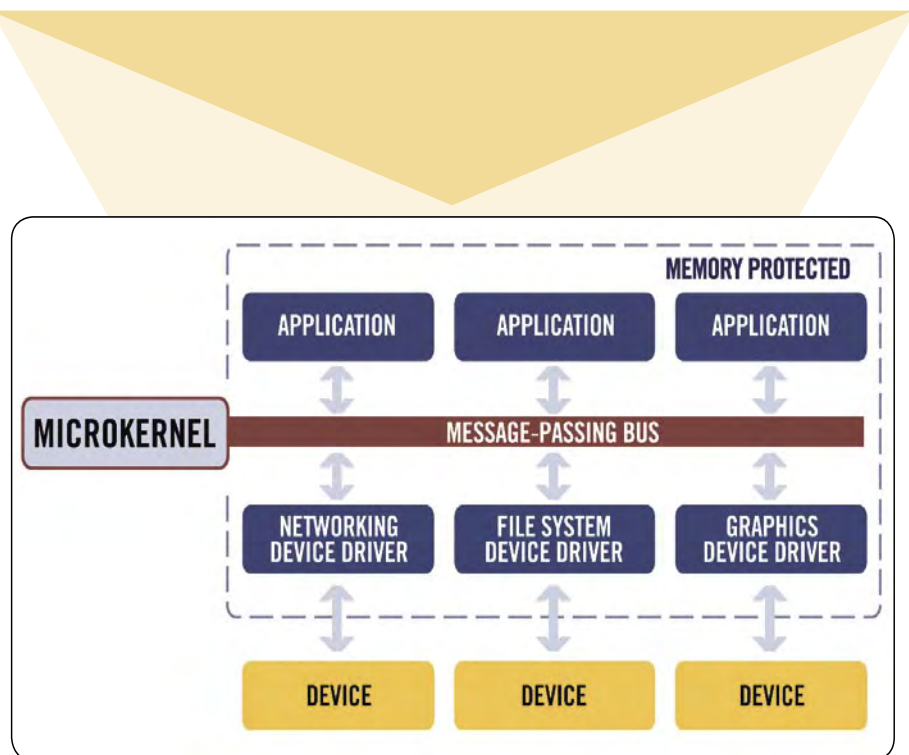 MEMORY PROTECTED
APPLICATION
APPLICATION
APPLICATION
MICROKERNEL
MESSAGE-PASSING BUS
NETWORKING
DEVICE DRIVER
FILE SYSTEM
DEVICE DRIVER
GRAPHICS
DEVICE DRIVER
DEVICE
DEVICE
DEVICE